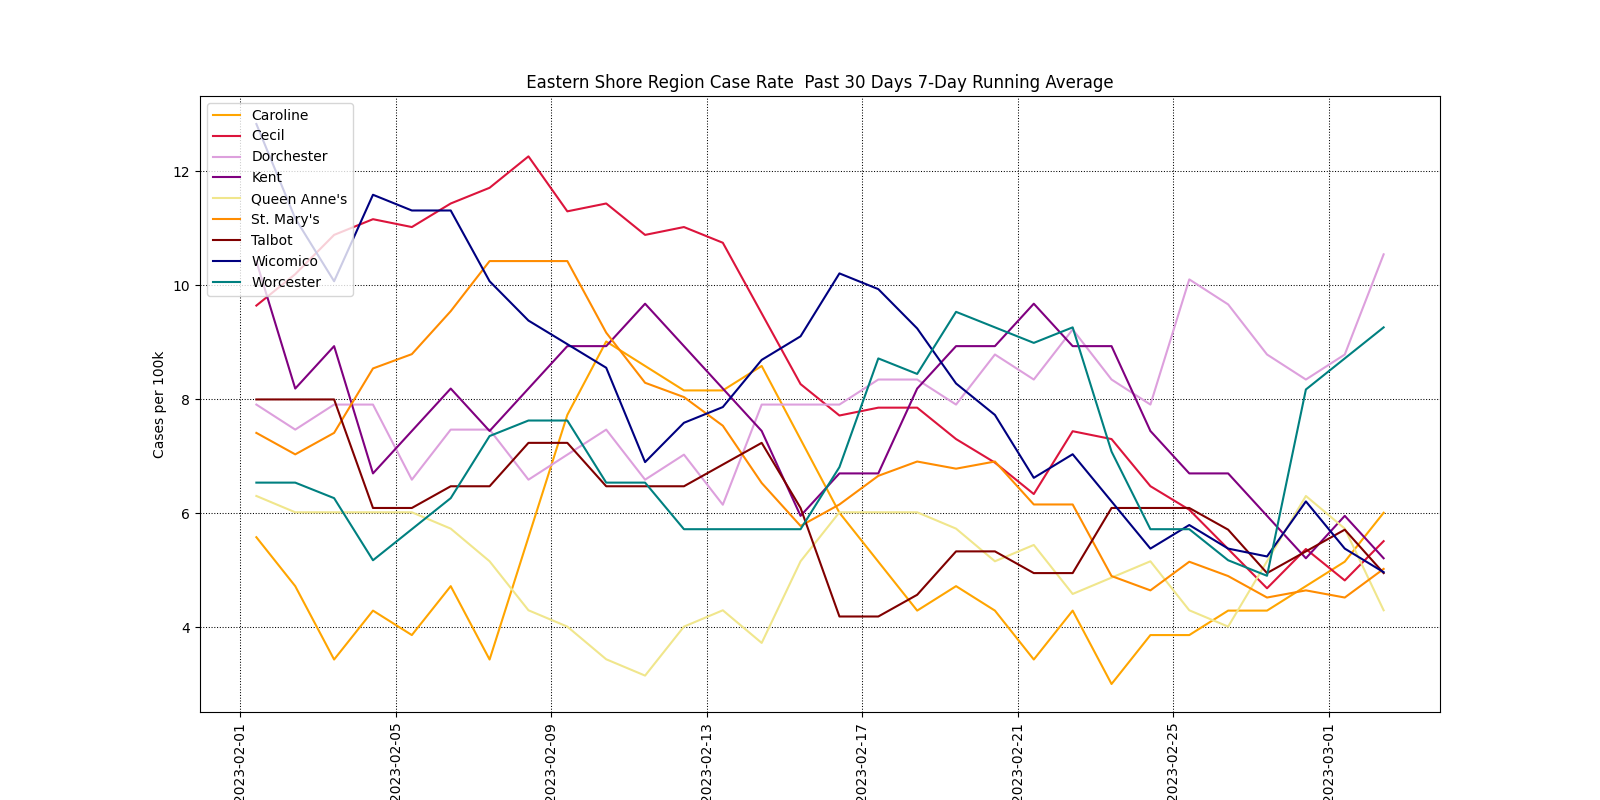 Eastern Shore Region Case Rate  Past 30 Days 7-Day Running Average
Caroline
Cecil
Dorchester
Kent
Queen Anne's
St. Mary's
Talbot
Wicomico
Worcester
Cases per 100k
12
10
8
6
4
2023-02-01
2023-02-05
2023-02-09
2023-02-13
2023-02-17
2023-02-21
2023-02-25
2023-03-01